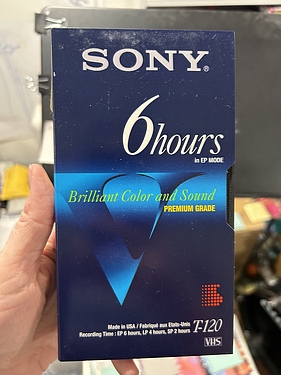 SONY®
6hours
in EP MODE
Brilliant Color and Sound
PREMIUM GRADE
Made in USA / Fabriqué aux Etats-Unis
Recording Time : EP 6 hours, LP 4 hours, SP 2 hours
T-120
VHS